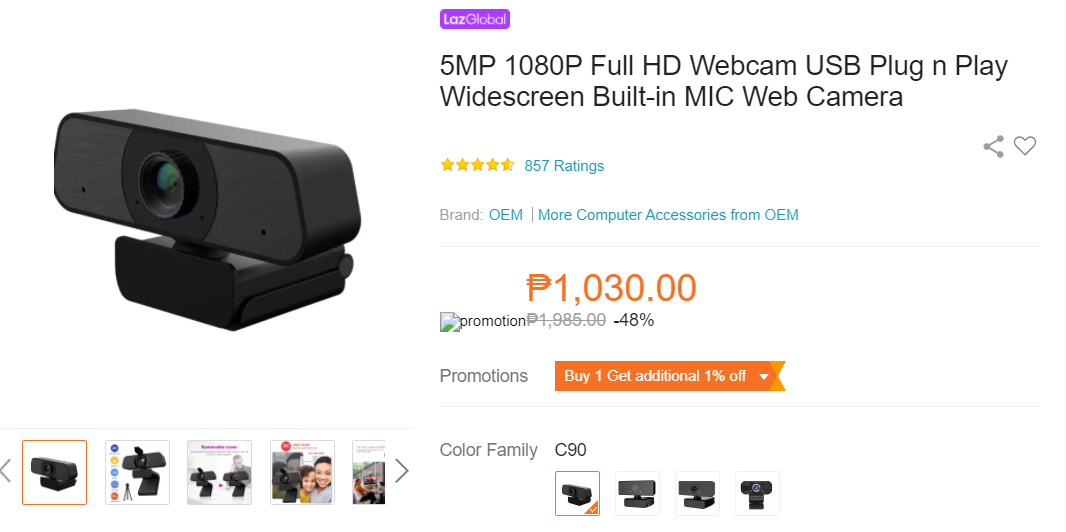 LazGlobal
5MP 1080P Full HD Webcam USB Plug n Play
Widescreen Built-in MIC Web Camera
857 Ratings
Brand: OEM | More Computer Accessories from OEM
₱1,030.00
promotion₱1,985.00 -48%
Promotions Buy 1 Get additional 1% off
Removable cover
Color Family C90